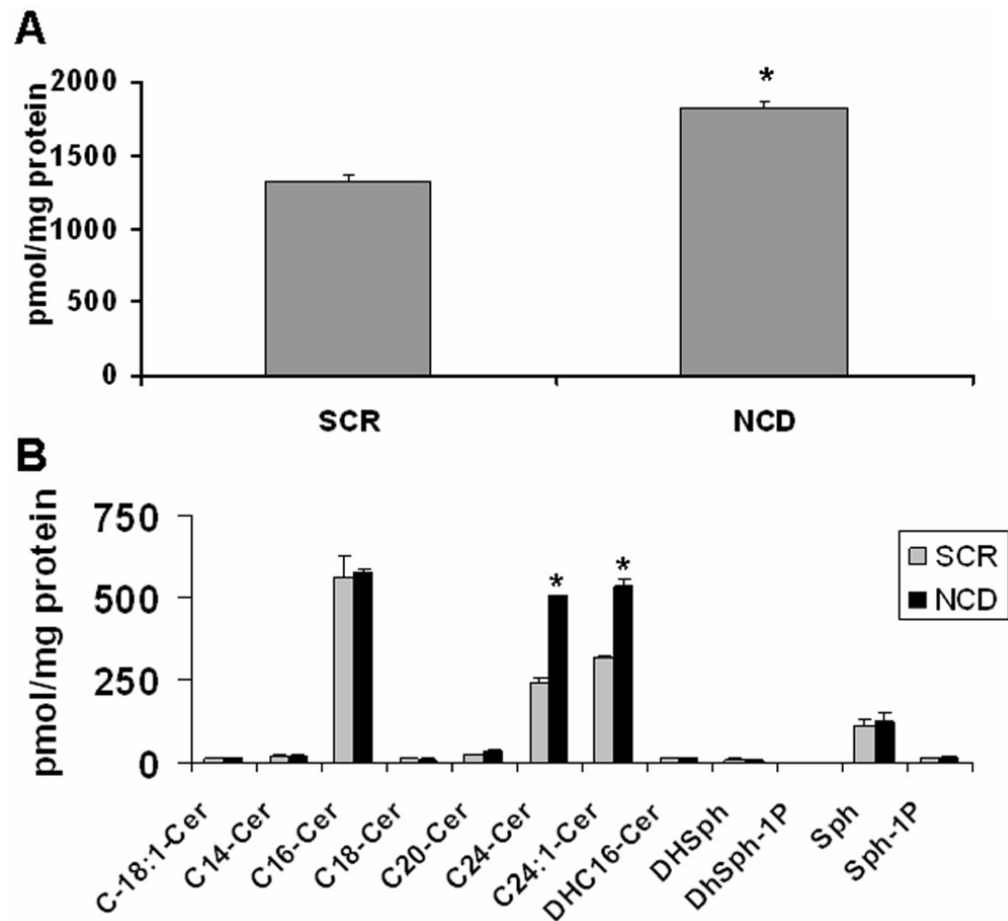 A
pmol/mg protein
2000
1500
1000
500
0
*
SCR
NCD
B
pmol/mg protein
750
500
250
0
*
*
SCR
NCD
C-18:1-Cer
C14-Cer
C16-Cer
C18-Cer
C20-Cer
C24-Cer
C24:1-Cer
DHC16-Cer
DHSph
DhSph-1P
Sph
Sph-1P